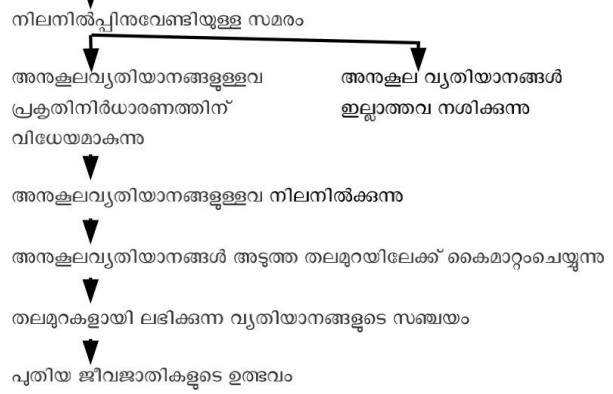 നിലനിൽപ്പിനുവേണ്ടിയുള്ള സമരം
അനുകൂലവ്യതിയാനങ്ങളുള്ളവ
പ്രകൃതിനിർധാരണത്തിന്
വിധേയമാകുന്നു
അനുകൂല വ്യതിയാനങ്ങൾ
ഇല്ലാത്തവ നശിക്കുന്നു
അനുകൂലവ്യതിയാനങ്ങളുള്ളവ നിലനിൽക്കുന്നു
അനുകൂലവ്യതിയാനങ്ങൾ അടുത്ത തലമുറയിലേക്ക് കൈമാറ്റംചെയ്യുന്നു
തലമുറകളായി ലഭിക്കുന്ന വ്യതിയാനങ്ങളുടെ സഞ്ചയം
പുതിയ ജീവജാതികളുടെ ഉത്ഭവം